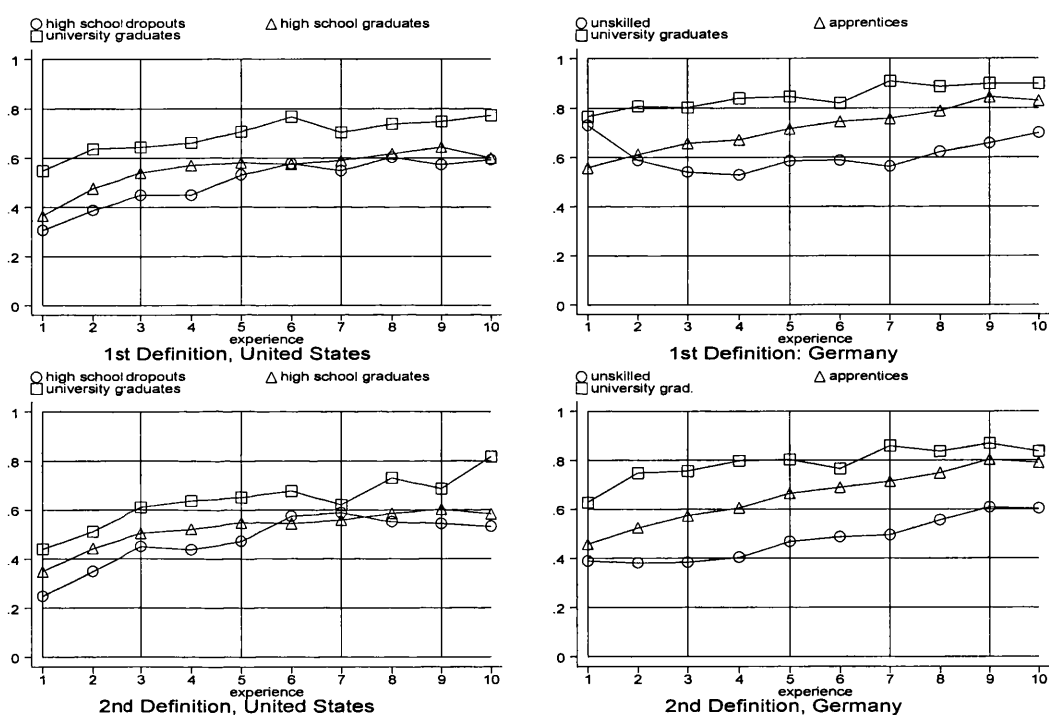 high school dropouts high school graduates
university graduates
1
.8
.6
.4
.2
0
1 2 3 4 5 6 7 8 9 10
experience
1st Definition, United States
unskilled apprentices
university graduates
1
.8
.6
.4
.2
0
1 2 3 4 5 6 7 8 9 10
experience
1st Definition: Germany
high school dropouts high school graduates
university graduates
1
.8
.6
.4
.2
0
1 2 3 4 5 6 7 8 9 10
experience
2nd Definition, United States
unskilled apprentices
university grad.
1
.8
.6
.4
.2
0
1 2 3 4 5 6 7 8 9 10
experience
2nd Definition, Germany